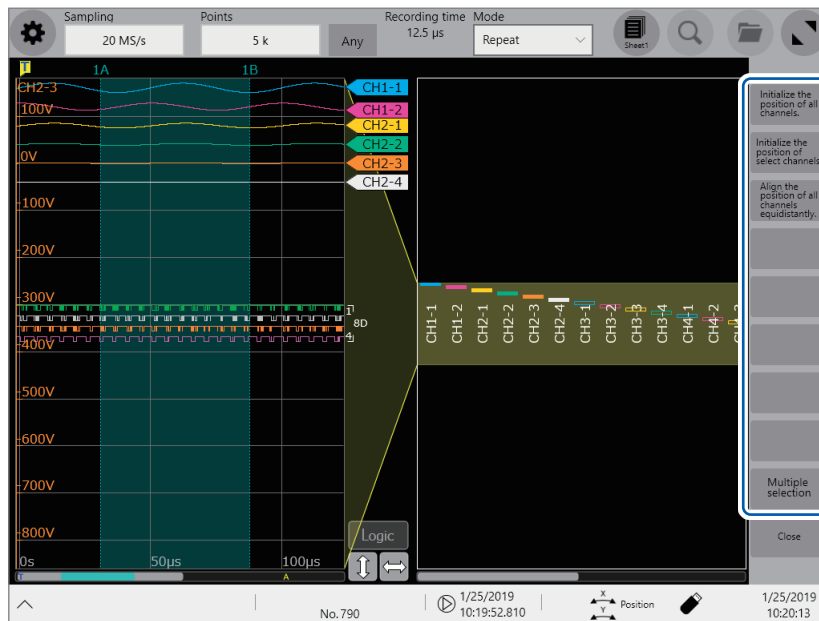 Sampling
20 MS/s
Points
5 k
Any
Recording time
12.5 µs
Mode
Repeat
Sheet1
T
1A
1B
CH2-3
100V
0V
-100V
-200V
-300V
-400V
-500V
-600V
-700V
-800V
0s
50µs
100µs
CH1-1
CH1-2
CH2-1
CH2-2
CH2-3
CH2-4
1
8D
4
Logic
T
A
CH1-1
CH1-2
CH2-1
CH2-2
CH2-3
CH2-4
CH3-1
CH3-2
CH3-3
CH3-4
CH4-1
CH4-2
Initialize the
position of all
channels.
Initialize the
position of
select channels
Align the
position of all
channels
equidistantly.
Multiple
selection
Close
No. 790
1/25/2019
10:19:52.810
X
Y
Position
1/25/2019
10:20:13